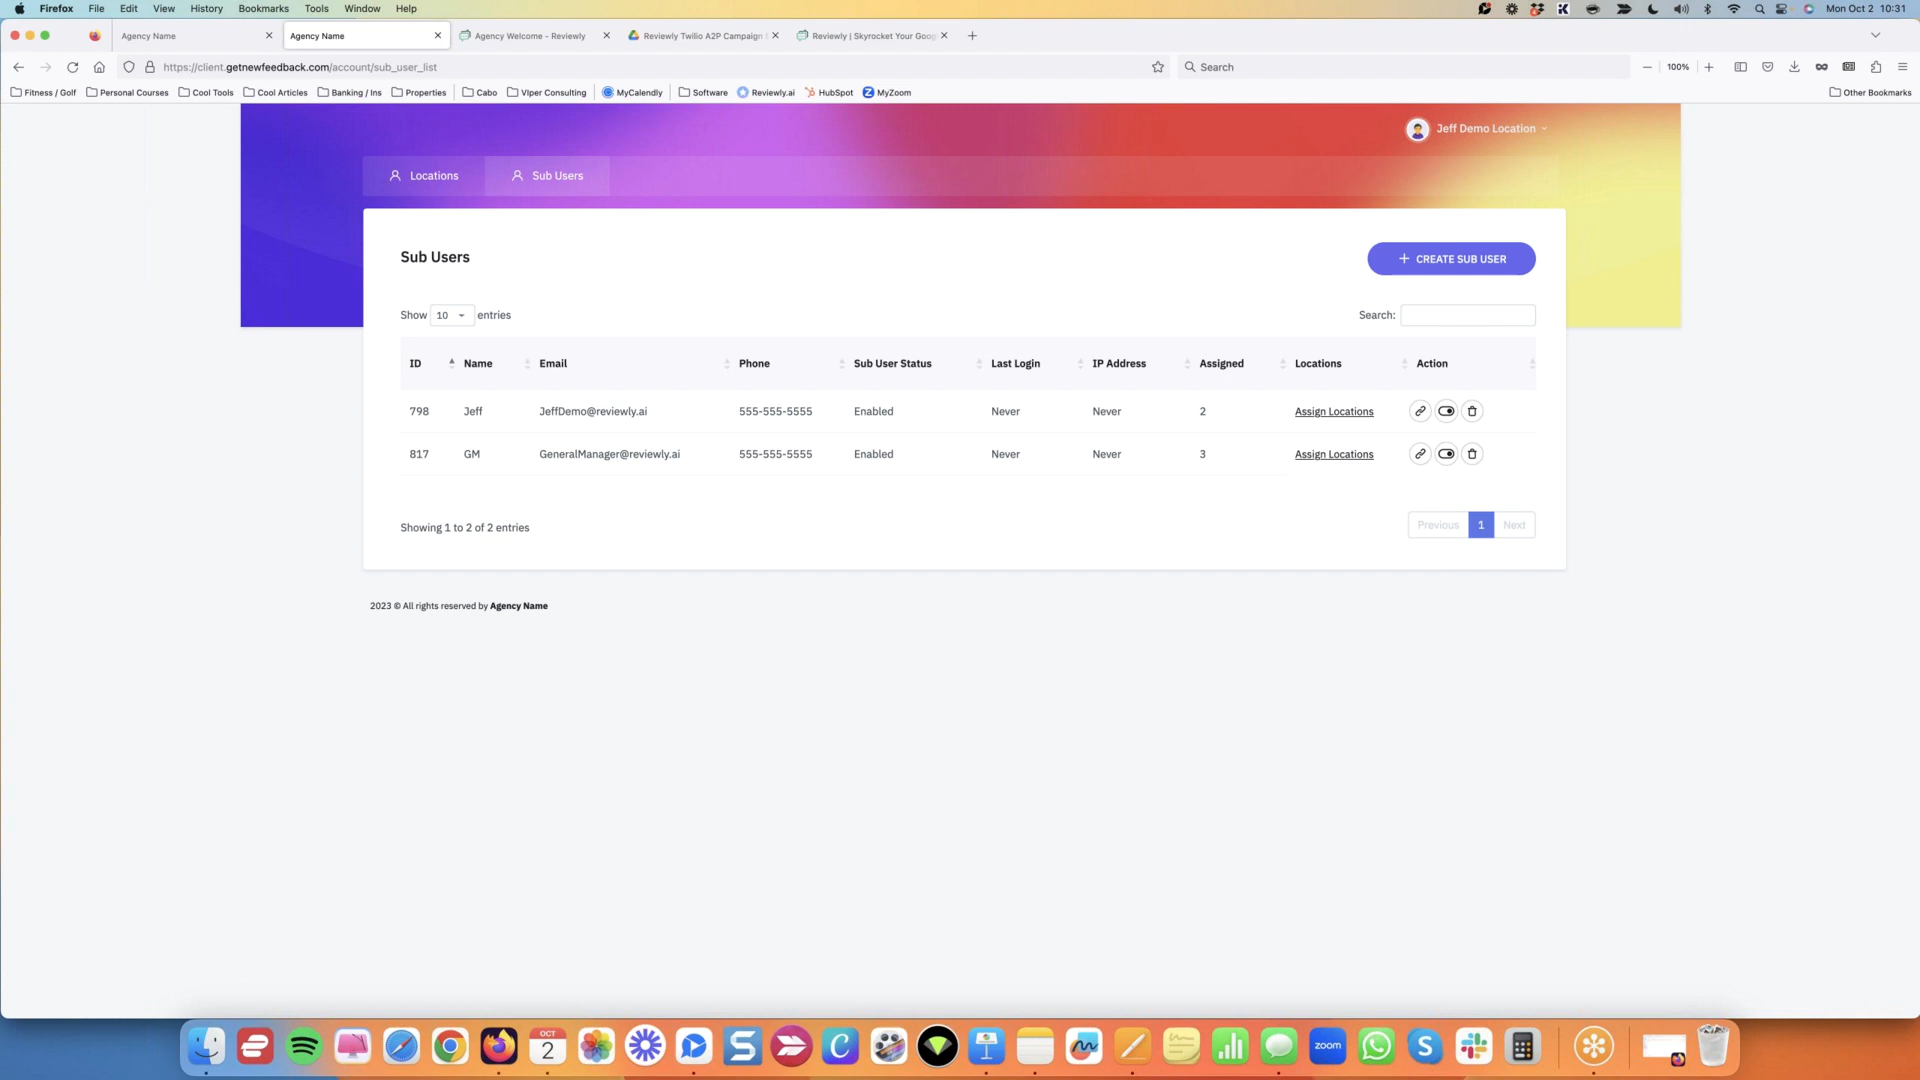 Firefox File Edit View History Bookmarks Tools Window Help Mon Oct 2 10:31
Agency Name Agency Name Agency Welcome - Reviewly Reviewly Twilio A2P Campaign Reviewly | Skyrocket Your Goog
https://client.getnewfeedback.com/account/sub_user_list Search 100%
Fitness / Golf Personal Courses Cool Tools Cool Articles Banking / Ins Properties Cabo VIper Consulting MyCalendly Software Reviewly.ai HubSpot MyZoom Other Bookmarks
Jeff Demo Location
Locations Sub Users
Sub Users + CREATE SUB USER
Show 10 entries Search:
ID Name Email Phone Sub User Status Last Login IP Address Assigned Locations Action
798 Jeff JeffDemo@reviewly.ai 555-555-5555 Enabled Never Never 2 Assign Locations
817 GM GeneralManager@reviewly.ai 555-555-5555 Enabled Never Never 3 Assign Locations
Showing 1 to 2 of 2 entries Previous 1 Next
2023 © All rights reserved by Agency Name
OCT
2
zoom